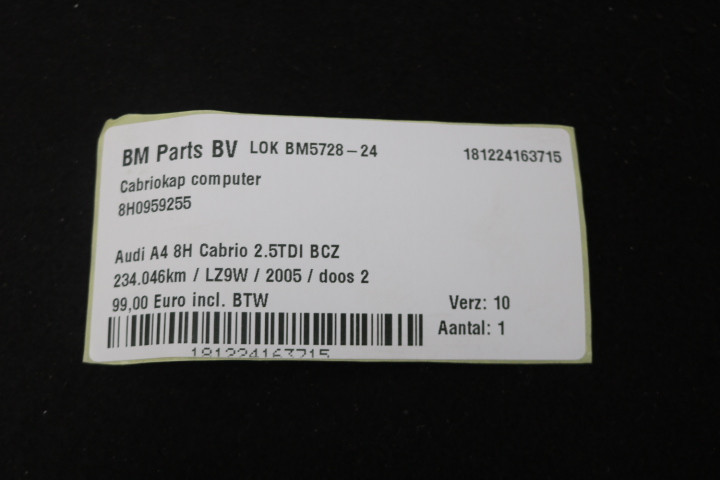 BM Parts BV LOK BM5728-24 181224163715
Cabriokap computer
8H0959255
Audi A4 8H Cabrio 2.5TDI BCZ
234.046km / LZ9W / 2005 / doos 2
99,00 Euro incl. BTW Verz: 10
Aantal: 1
181224163715